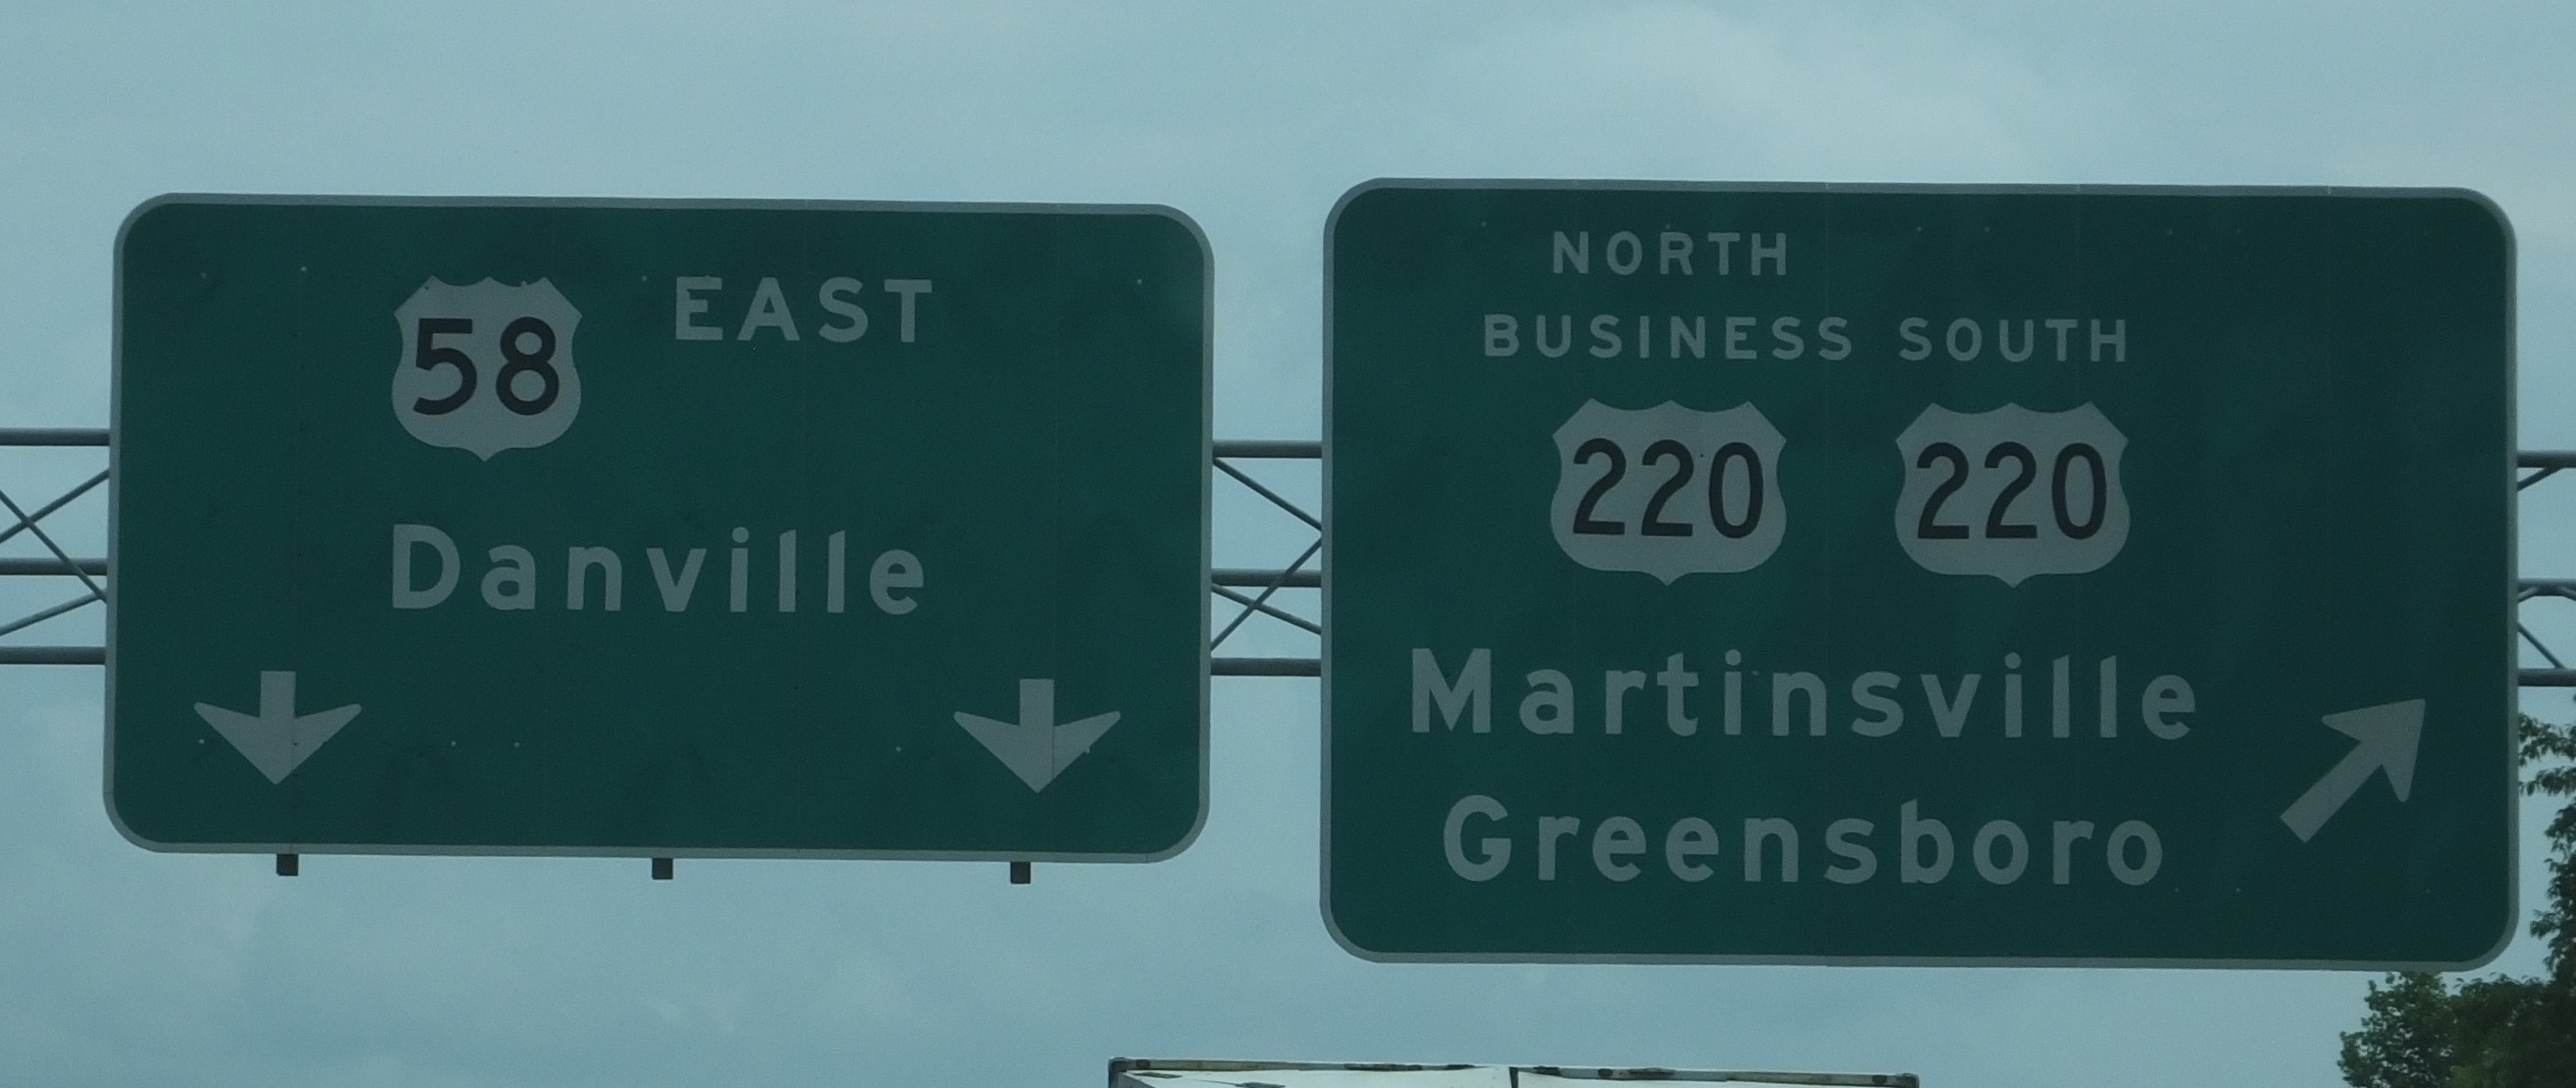 58 EAST
Danville
NORTH
BUSINESS SOUTH
220 220
Martinsville
Greensboro